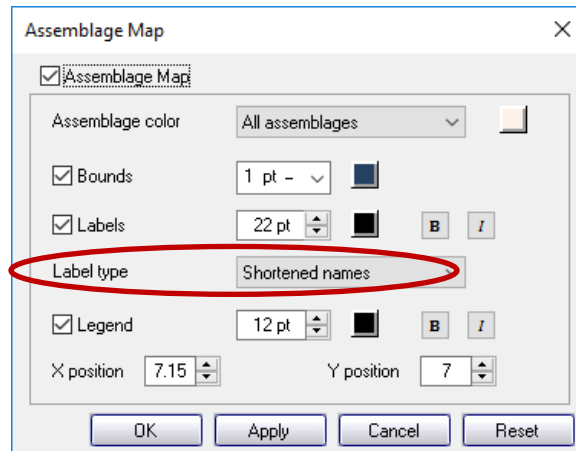 Assemblage Map
Assemblage Map
Assemblage color All assemblages
Bounds 1 pt –
Labels 22 pt B I
Label type Shortened names
Legend 12 pt B I
X position 7.15 Y position 7
OK Apply Cancel Reset